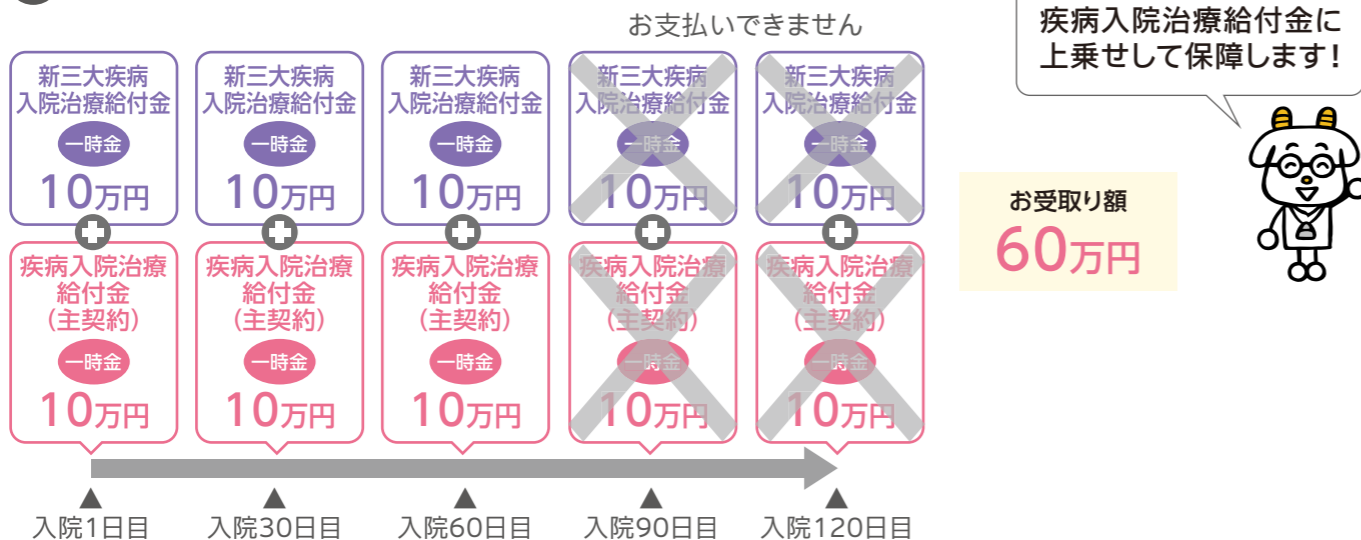 お支払いできません
疾病入院治療給付金に
上乗せして保障します!
新三大疾病
入院治療給付金
一時金
10万円
新三大疾病
入院治療給付金
一時金
10万円
新三大疾病
入院治療給付金
一時金
10万円
新三大疾病
入院治療給付金
一時金
10万円
新三大疾病
入院治療給付金
一時金
10万円
疾病入院治療
給付金
(主契約)
一時金
10万円
疾病入院治療
給付金
(主契約)
一時金
10万円
疾病入院治療
給付金
(主契約)
一時金
10万円
疾病入院治療
給付金
(主契約)
一時金
10万円
疾病入院治療
給付金
(主契約)
一時金
10万円
お受取り額
60万円
入院1日目
入院30日目
入院60日目
入院90日目
入院120日目